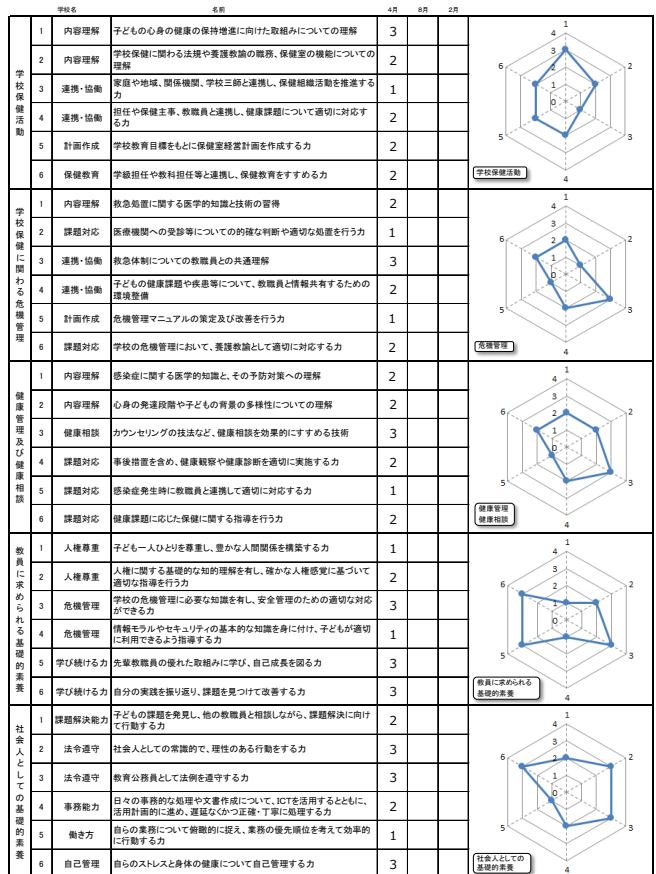 学校名 名前 4月 8月 2月
学校保健活動
1 内容理解 子どもの心身の健康の保持増進に向けた取組みについての理解 3
2 内容理解 学校保健に関わる法規や養護教諭の職務、保健室の機能についての
理解 2
3 連携・協働 家庭や地域、関係機関、学校三師と連携し、保健組織活動を推進する
力 1
4 連携・協働 担任や保健主事、教職員と連携し、健康課題について適切に対応す
る力 2
5 計画作成 学校教育目標をもとに保健室経営計画を作成する力 2
6 保健教育 学級担任や教科担任等と連携し、保健教育をすすめる力 2
1
4
3
2
1
0
6 2
5 3
4
学校保健活動
学校保健に関わる危機管理
1 内容理解 救急処置に関する医学的知識と技術の習得 2
2 課題対応 医療機関への受診等についての的確な判断や適切な処置を行う力 1
3 連携・協働 救急体制についての教職員との共通理解 3
4 連携・協働 子どもの健康課題や疾患等について、教職員と情報共有するための
環境整備 2
5 計画作成 危機管理マニュアルの策定及び改善を行う力 1
6 課題対応 学校の危機管理において、養護教諭として適切に対応する力 2
1
4
3
2
1
0
6 2
5 3
4
危機管理
健康管理及び健康相談
1 内容理解 感染症に関する医学的知識と、その予防対策への理解 2
2 内容理解 心身の発達段階や子どもの背景の多様性についての理解 2
3 健康相談 カウンセリングの技法など、健康相談を効果的にすすめる技術 3
4 課題対応 事後措置を含め、健康観察や健康診断を適切に実施する力 2
5 課題対応 感染症発生時に教職員と連携して適切に対応する力 1
6 課題対応 健康課題に応じた保健に関する指導を行う力 2
1
4
3
2
1
0
6 2
5 3
4
健康管理
健康相談
教員に求められる基礎的素養
1 人権尊重 子ども一人ひとりを尊重し、豊かな人間関係を構築する力 1
2 人権尊重 人権に関する基礎的な知的理解を有し、確かな人権感覚に基づいて
適切な指導を行う力 2
3 危機管理 学校の危機管理に必要な知識を有し、安全管理のための適切な対応
ができる力 3
4 危機管理 情報モラルやセキュリティの基本的な知識を身に付け、子どもが適切
に利用できるよう指導する力 1
5 学び続ける力 先輩教職員の優れた取組みに学び、自己成長を図る力 3
6 学び続ける力 自分の実践を振り返り、課題を見つけて改善する力 3
1
4
3
2
1
0
6 2
5 3
4
教員に求められる
基礎的素養
社会人としての基礎的素養
1 課題解決能力 子どもの課題を発見し、他の教職員と相談しながら、課題解決に向け
て行動する力 2
2 法令遵守 社会人としての常識的で、理性のある行動をする力 3
3 法令遵守 教育公務員として法例を遵守する力 3
4 事務能力 日々の事務的な処理や文書作成について、ICTを活用するとともに、
活用計画的に進め、遅延なくかつ正確・丁寧に処理する力 2
5 働き方 自らの業務について俯瞰的に捉え、業務の優先順位を考えて効率的
に行動する力 1
6 自己管理 自らのストレスと身体の健康について自己管理する力 3
1
4
3
2
1
0
6 2
5 3
4
社会人としての
基礎的素養